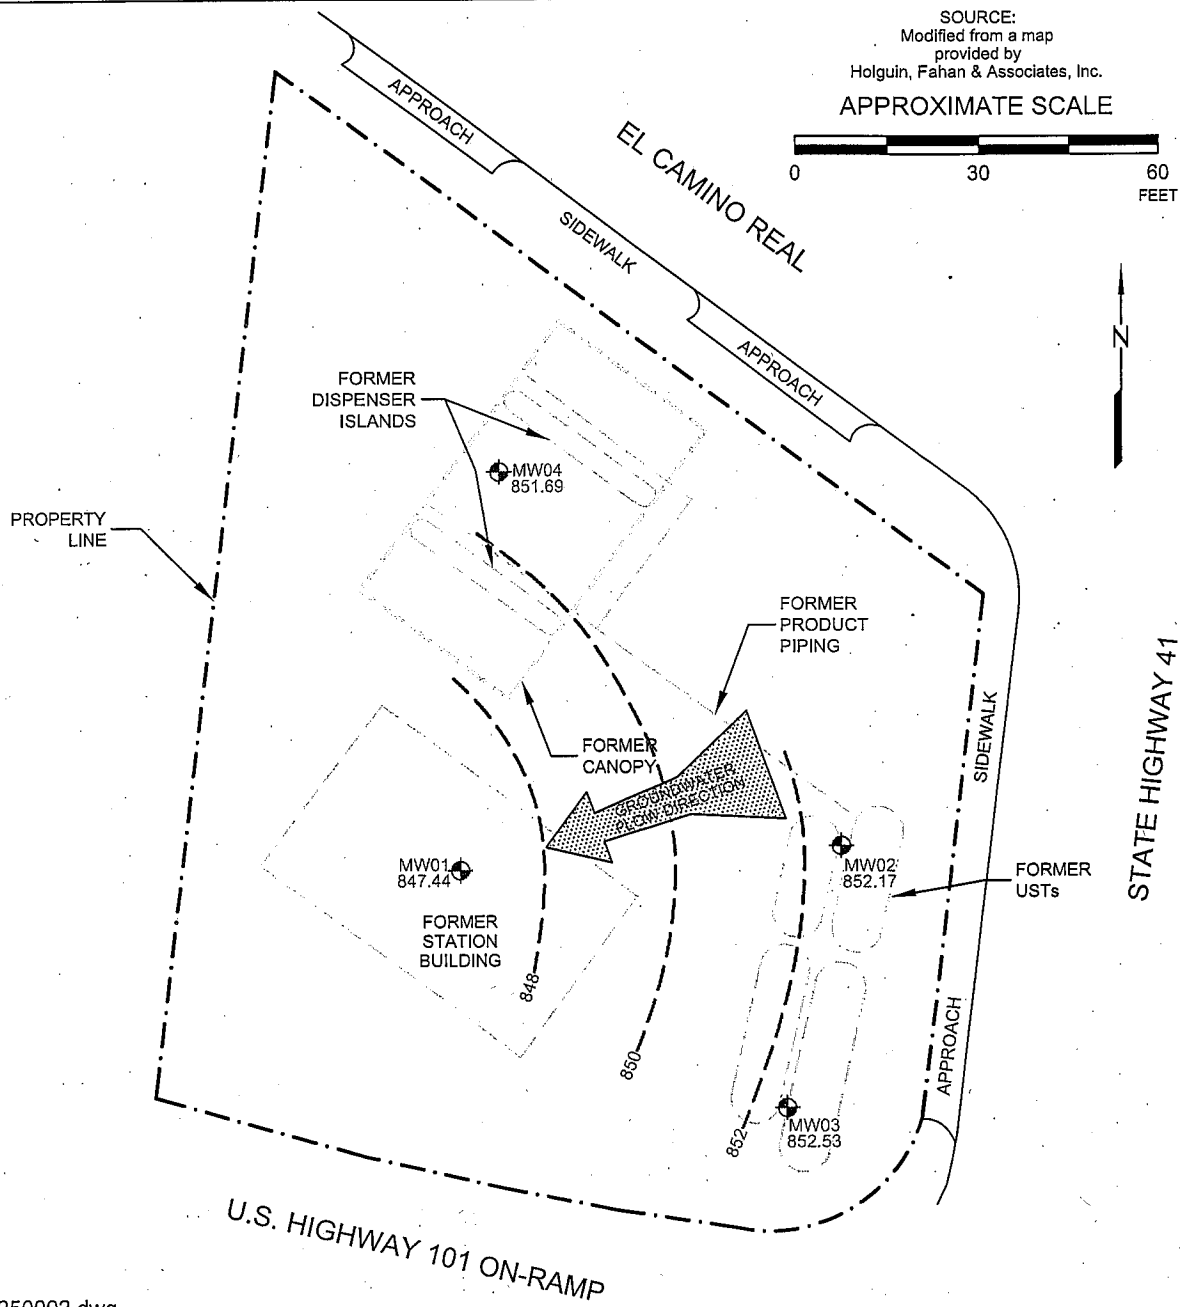 SOURCE:
Modified from a map
provided by
Holguin, Fahan & Associates, Inc.
APPROXIMATE SCALE
0 30 60
FEET
APPROACH
EL CAMINO REAL
SIDEWALK
APPROACH
N
FORMER
DISPENSER
ISLANDS
MW04
851.69
PROPERTY
LINE
FORMER
PRODUCT
PIPING
SIDEWALK
STATE HIGHWAY 41
FORMER
CANOPY
GROUNDWATER
FLOW DIRECTION
MW01
847.44
MW02
852.17
FORMER
USTs
FORMER
STATION
BUILDING
848
850
852
APPROACH
MW03
852.53
U.S. HIGHWAY 101 ON-RAMP